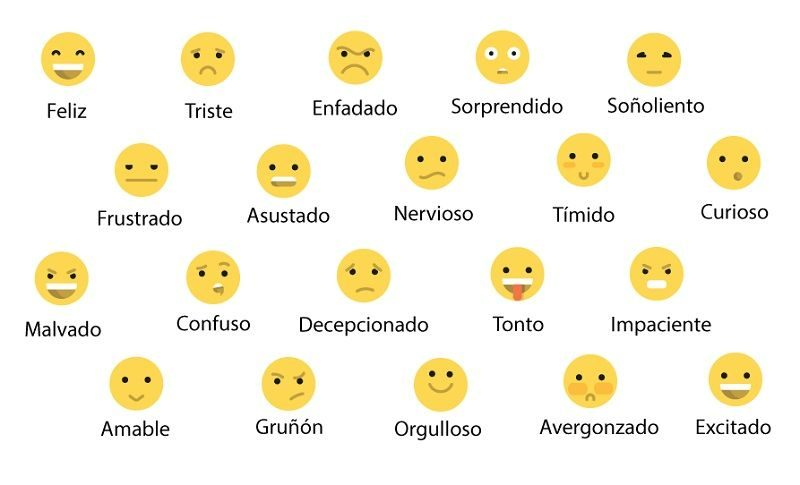 Feliz Triste Enfadado Sorprendido Soñoliento
Frustrado Asustado Nervioso Tímido Curioso
Malvado Confuso Decepcionado Tonto Impaciente
Amable Gruñón Orgulloso Avergonzado Excitado